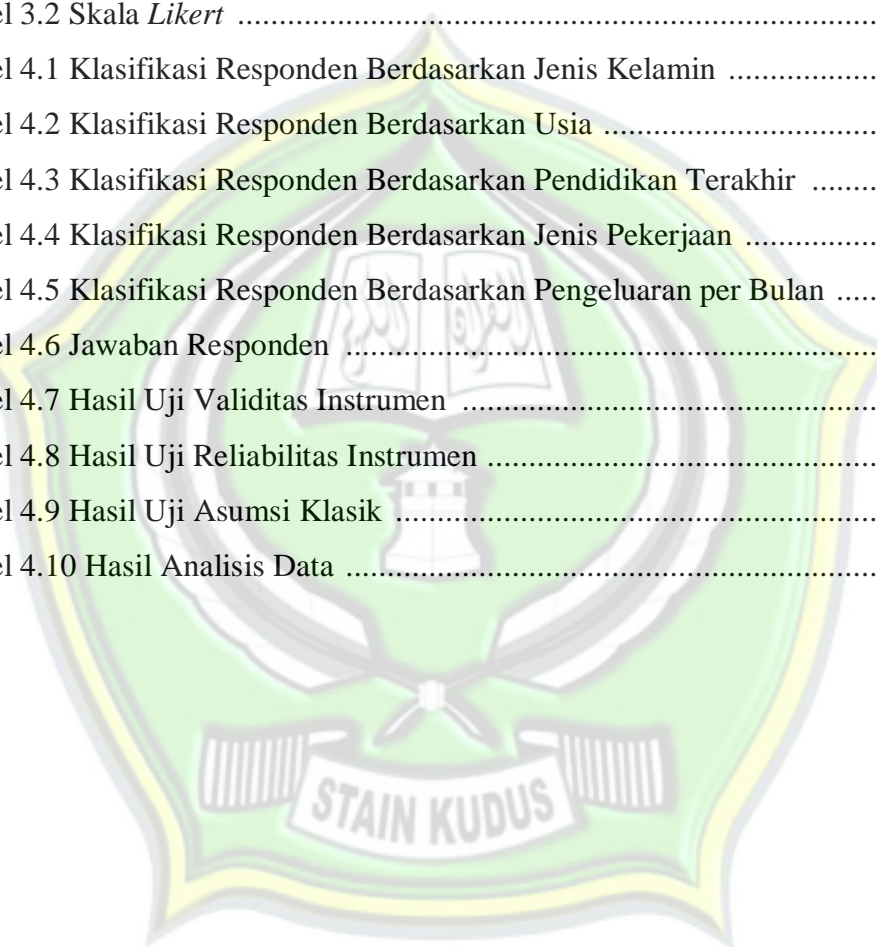 el 3.2 Skala Likert ................................................................................
el 4.1 Klasifikasi Responden Berdasarkan Jenis Kelamin ...................
el 4.2 Klasifikasi Responden Berdasarkan Usia ..................................
el 4.3 Klasifikasi Responden Berdasarkan Pendidikan Terakhir ........
el 4.4 Klasifikasi Responden Berdasarkan Jenis Pekerjaan ................
el 4.5 Klasifikasi Responden Berdasarkan Pengeluaran per Bulan .....
el 4.6 Jawaban Responden ...................................................................
el 4.7 Hasil Uji Validitas Instrumen ....................................................
el 4.8 Hasil Uji Reliabilitas Instrumen .................................................
el 4.9 Hasil Uji Asumsi Klasik ............................................................
el 4.10 Hasil Analisis Data ...................................................................
STAIN KUDUS